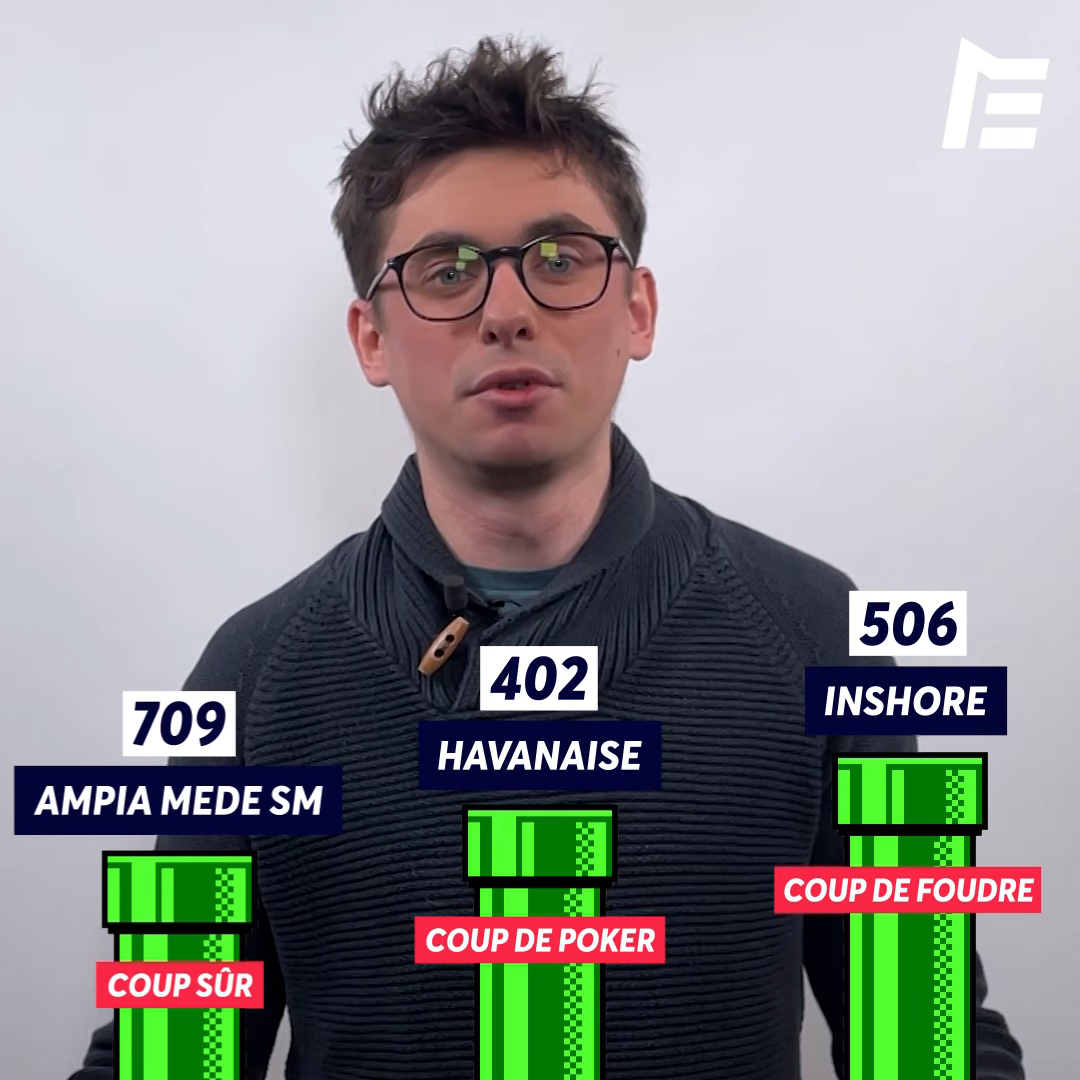 709
AMPIA MEDE SM
COUP SÛR
402
HAVANAISE
COUP DE POKER
506
INSHORE
COUP DE FOUDRE